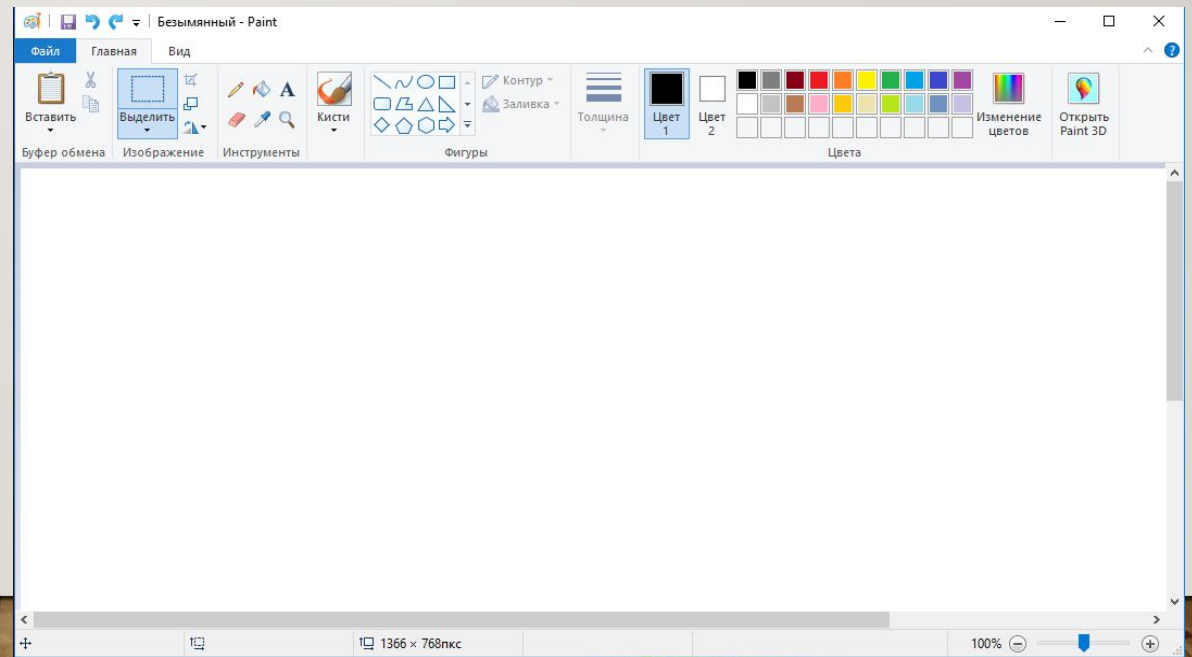 Безымянный - Paint
Файл Главная Вид
Вставить
Выделить
A
Кисти
Контур
Заливка
Толщина
Цвет 1
Цвет 2
Изменение цветов
Открыть Paint 3D
Буфер обмена Изображение Инструменты Фигуры Цвета
1366 × 768пкс 100%